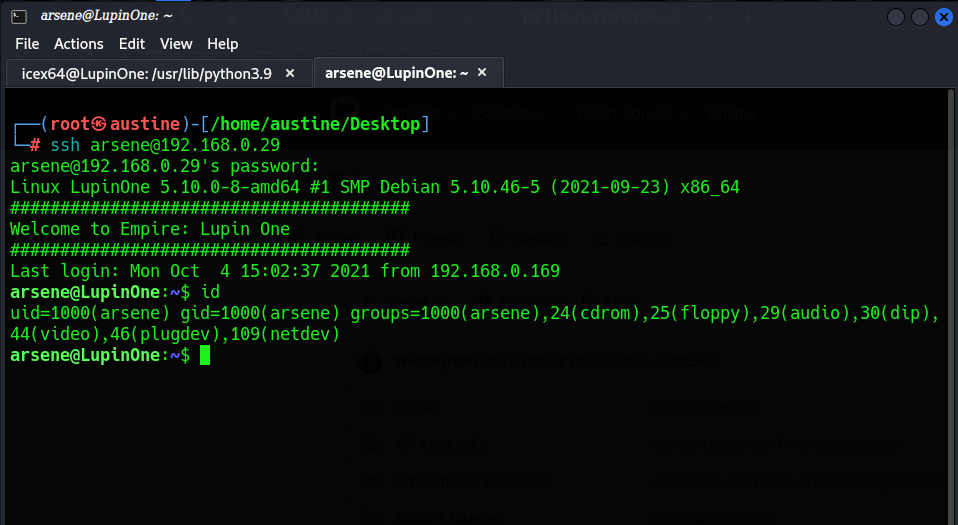 arsene@LupinOne: ~
File Actions Edit View Help
icex64@LupinOne: /usr/lib/python3.9 × arsene@LupinOne: ~ ×
Product Solutions Open Source Pricing
┌──(root㉿austine)-[/home/austine/Desktop]
└─# ssh arsene@192.168.0.29
arsene@192.168.0.29's password:
Linux LupinOne 5.10.0-8-amd64 #1 SMP Debian 5.10.46-5 (2021-09-23) x86_64
########################################
Welcome to Empire: Lupin One
########################################
Last login: Mon Oct  4 15:02:37 2021 from 192.168.0.169
arsene@LupinOne:~$ id
uid=1000(arsene) gid=1000(arsene) groups=1000(arsene),24(cdrom),25(floppy),29(audio),30(dip),
44(video),46(plugdev),109(netdev)
arsene@LupinOne:~$